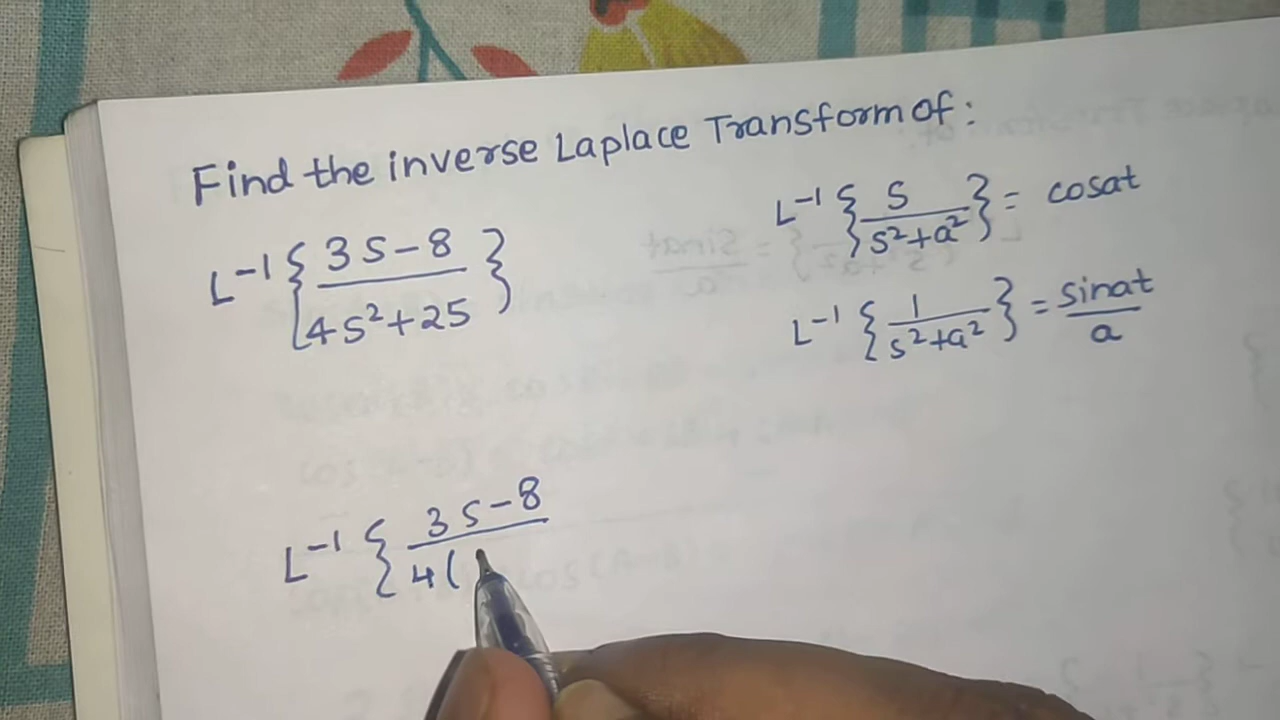 Find the inverse Laplace Transform of :
L⁻¹ { 3s-8 / 4s²+25 }
L⁻¹ { s / s²+a² } = cosat
L⁻¹ { 1 / s²+a² } = sinat / a
L⁻¹ { 3s-8 / 4(